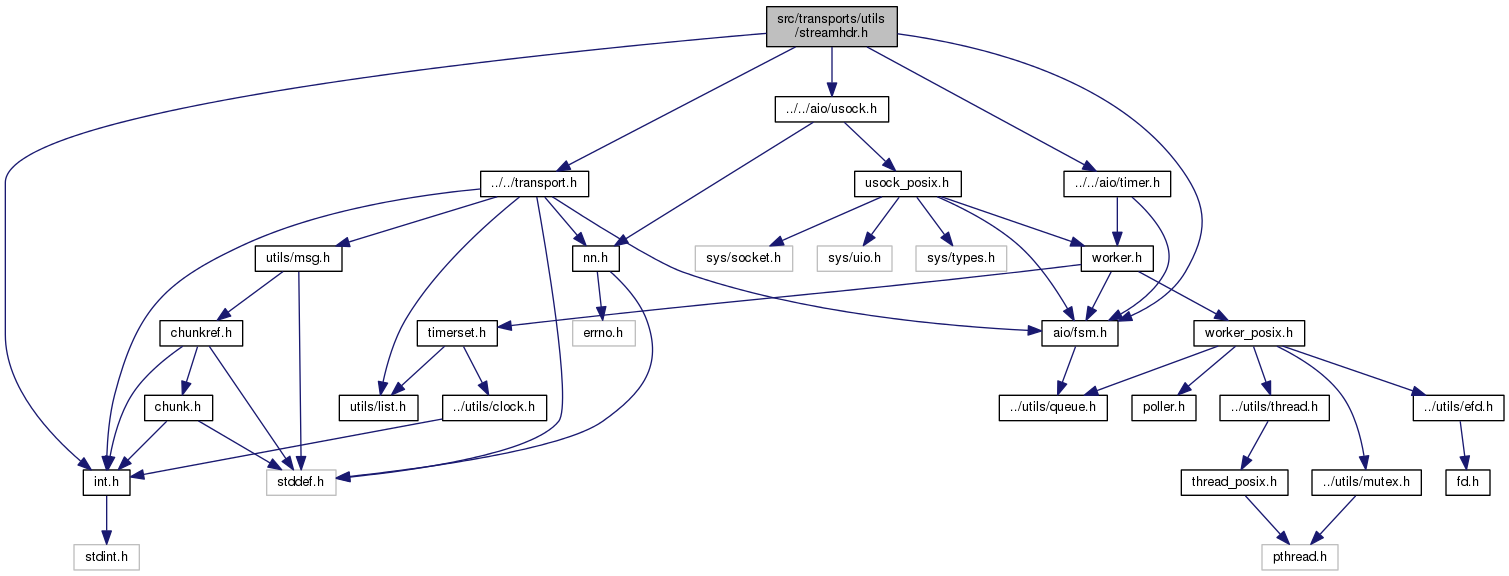 src/transports/utils
/streamhdr.h
../../aio/usock.h
../../transport.h
usock_posix.h
../../aio/timer.h
utils/msg.h
nn.h
sys/socket.h
sys/uio.h
sys/types.h
worker.h
chunkref.h
timerset.h
errno.h
aio/fsm.h
worker_posix.h
chunk.h
utils/list.h
../utils/clock.h
../utils/queue.h
poller.h
../utils/thread.h
../utils/efd.h
int.h
stddef.h
thread_posix.h
../utils/mutex.h
fd.h
stdint.h
pthread.h